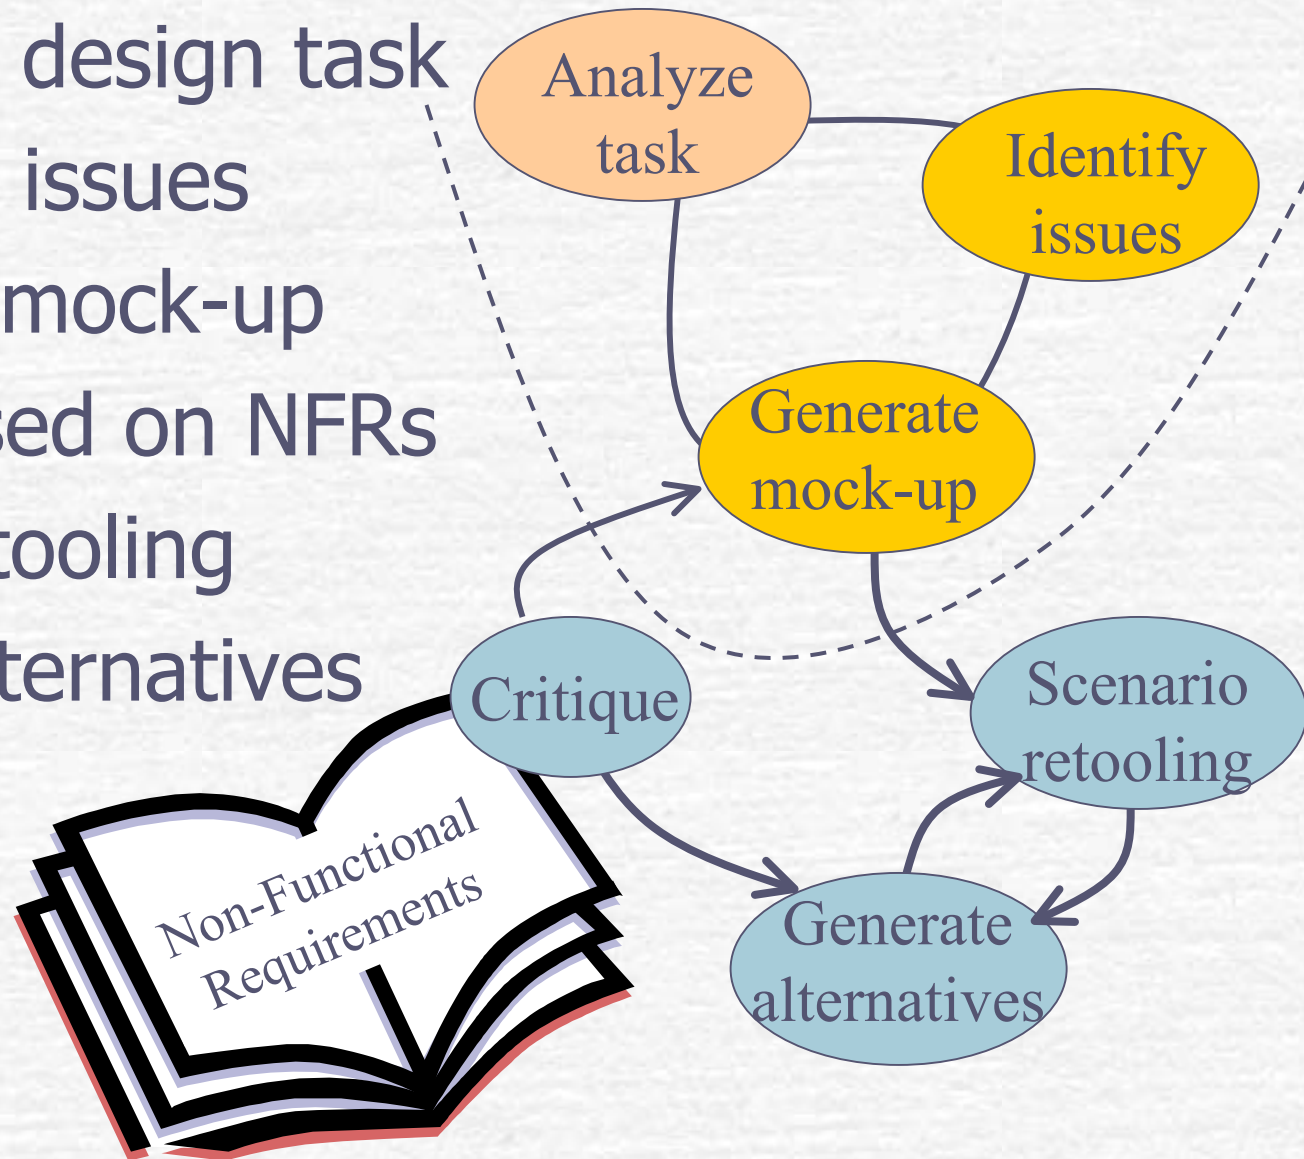 design task
issues
mock-up
sed on NFRs
tooling
ternatives
Analyze
task
Identify
issues
Generate
mock-up
Critique
Scenario
retooling
Generate
alternatives
Non-Functional
Requirements